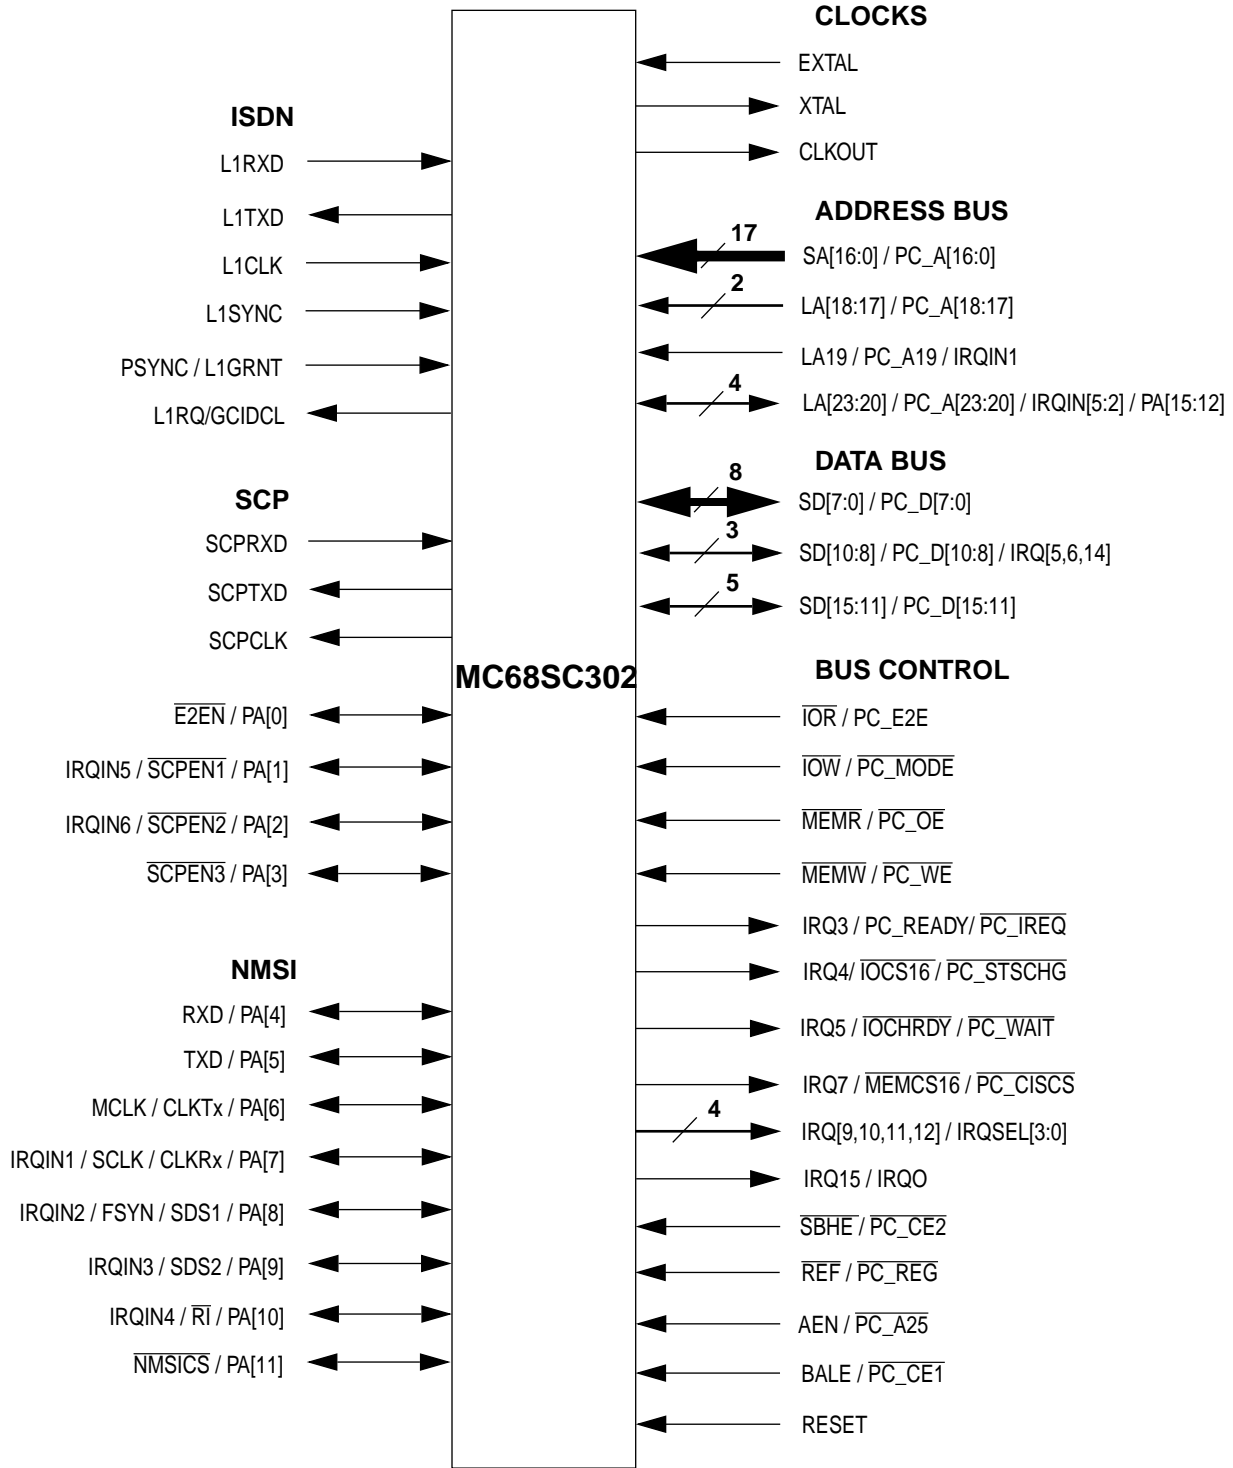 ISDN
L1RXD
L1TXD
L1CLK
L1SYNC
PSYNC / L1GRNT
L1RQ/GCIDCL
SCP
SCPRXD
SCPTXD
SCPCLK
E2EN / PA[0]
IRQIN5 / SCPEN1 / PA[1]
IRQIN6 / SCPEN2 / PA[2]
SCPEN3 / PA[3]
NMSI
RXD / PA[4]
TXD / PA[5]
MCLK / CLKTx / PA[6]
IRQIN1 / SCLK / CLKRx / PA[7]
IRQIN2 / FSYN / SDS1 / PA[8]
IRQIN3 / SDS2 / PA[9]
IRQIN4 / RI / PA[10]
NMSICS / PA[11]
MC68SC302
CLOCKS
EXTAL
XTAL
CLKOUT
ADDRESS BUS
17 SA[16:0] / PC_A[16:0]
2 LA[18:17] / PC_A[18:17]
LA19 / PC_A19 / IRQIN1
4 LA[23:20] / PC_A[23:20] / IRQIN[5:2] / PA[15:12]
DATA BUS
8 SD[7:0] / PC_D[7:0]
3 SD[10:8] / PC_D[10:8] / IRQ[5,6,14]
5 SD[15:11] / PC_D[15:11]
BUS CONTROL
IOR / PC_E2E
IOW / PC_MODE
MEMR / PC_OE
MEMW / PC_WE
IRQ3 / PC_READY/ PC_IREQ
IRQ4/ IOCS16 / PC_STSCHG
IRQ5 / IOCHRDY / PC_WAIT
IRQ7 / MEMCS16 / PC_CISCS
4 IRQ[9,10,11,12] / IRQSEL[3:0]
IRQ15 / IRQO
SBHE / PC_CE2
REF / PC_REG
AEN / PC_A25
BALE / PC_CE1
RESET